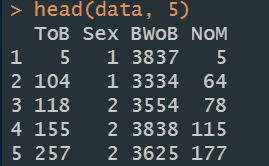 > head(data, 5)
ToB Sex BWoB NoM
1 5 1 3837 5
2 104 1 3334 64
3 118 2 3554 78
4 155 2 3838 115
5 257 2 3625 177